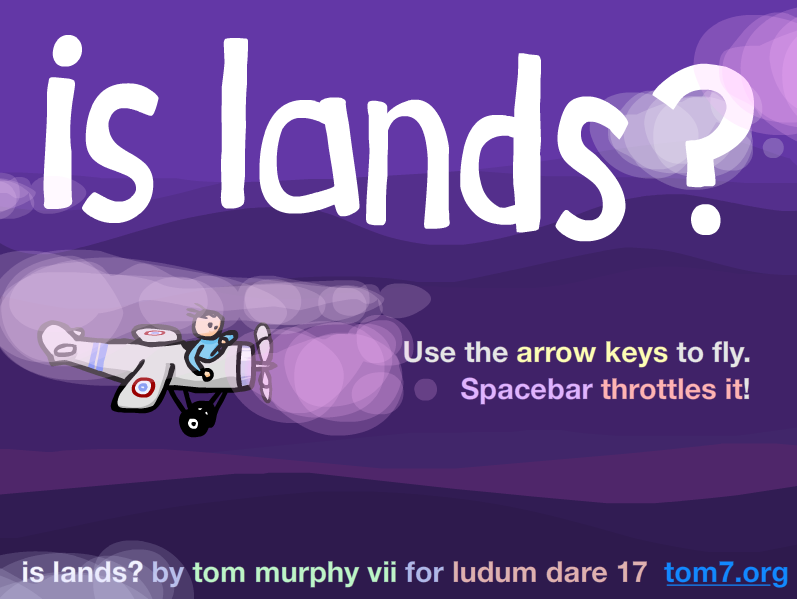 is lands?
Use the arrow keys to fly.
Spacebar throttles it!
is lands? by tom murphy vii for ludum dare 17 tom7.org